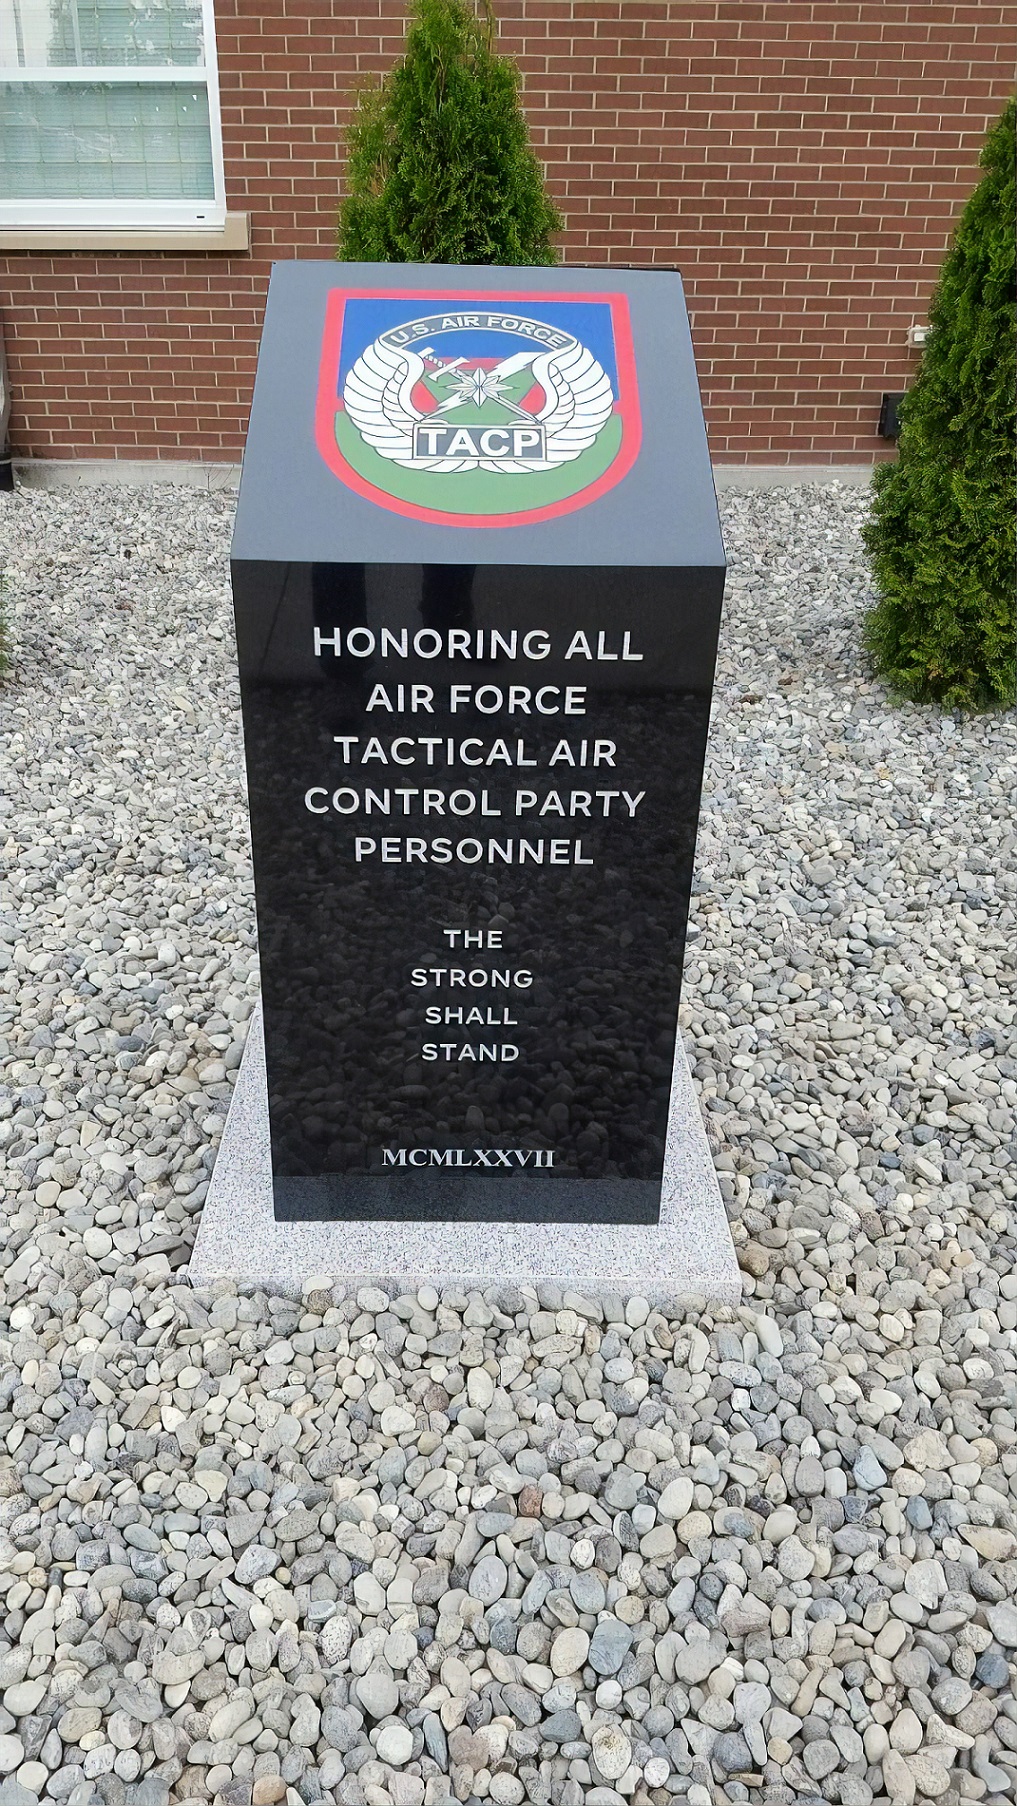 U.S. AIR FORCE
TACP
HONORING ALL
AIR FORCE
TACTICAL AIR
CONTROL PARTY
PERSONNEL
THE
STRONG
SHALL
STAND
MCMLXXVII